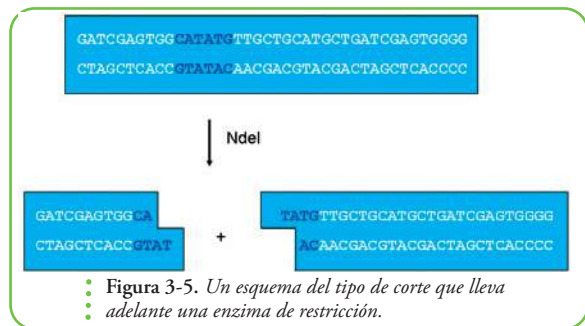 GATCGAGTGGCATATGTTGCTGCATGCTGATCGAGTGGGG
CTAGCTCACCGTATACAACGACGTACGACTAGCTCACCCC
NdeI
GATCGAGTGGCA
CTAGCTCACCGTAT
+
TATGTTGCTGCATGCTGATCGAGTGGGG
ACAACGACGTACGACTAGCTCACCCC
Figura 3-5. Un esquema del tipo de corte que lleva
adelante una enzima de restricción.